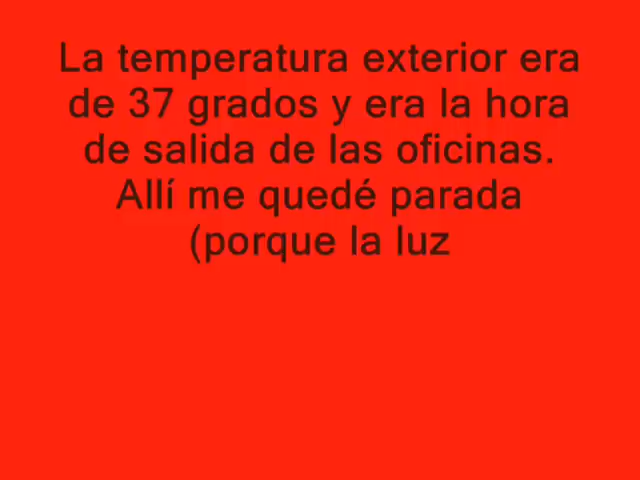 La temperatura exterior era
de 37 grados y era la hora
de salida de las oficinas.
Allí me quedé parada
(porque la luz